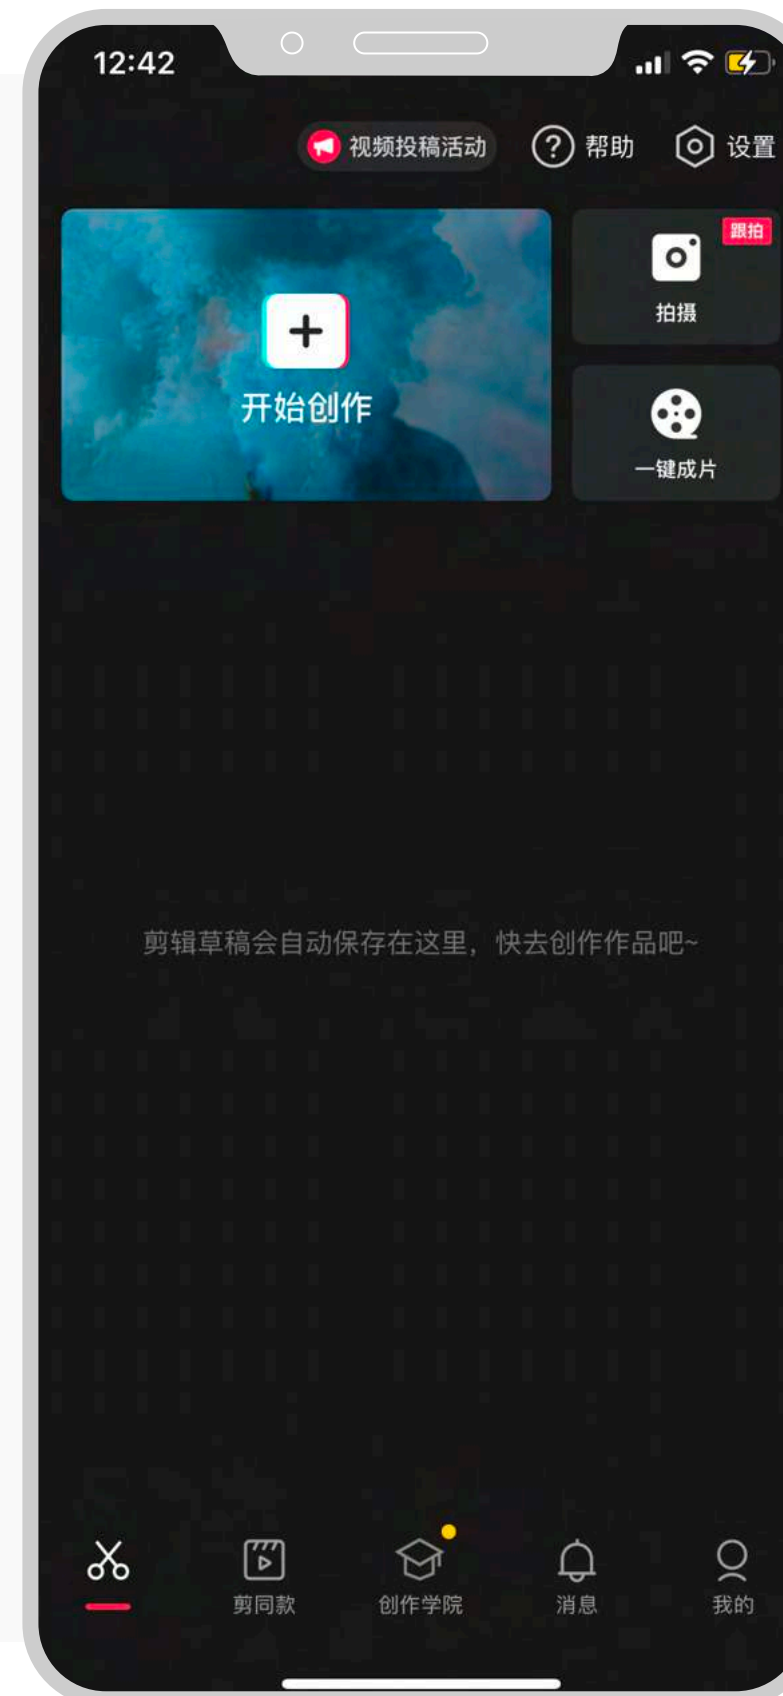 12:42
视频投稿活动
帮助
设置
开始创作
跟拍
拍摄
一键成片
剪辑草稿会自动保存在这里，快去创作作品吧~
剪同款
创作学院
消息
我的